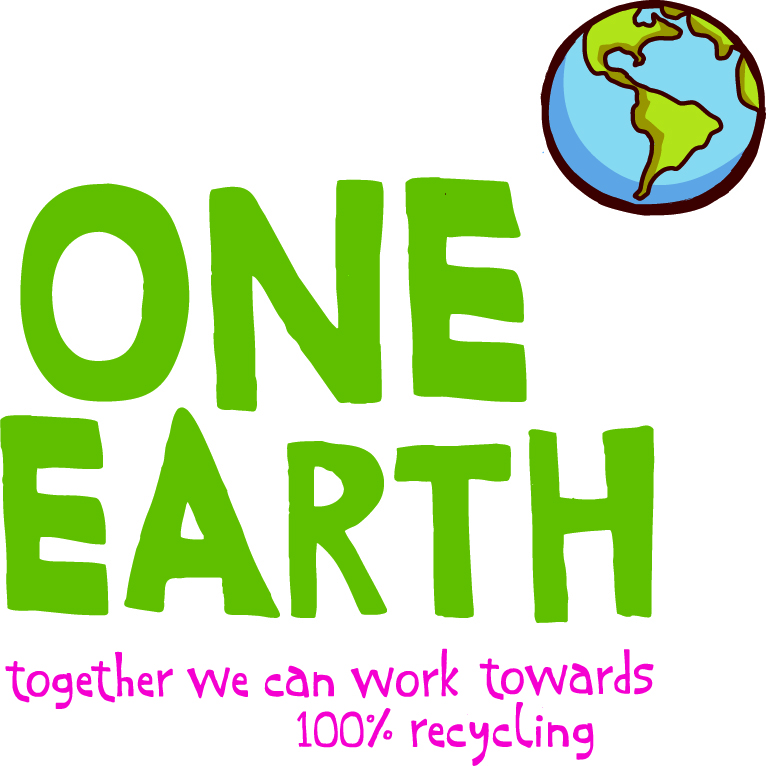 ONE
EARTH
together we can work towards
100% recycling